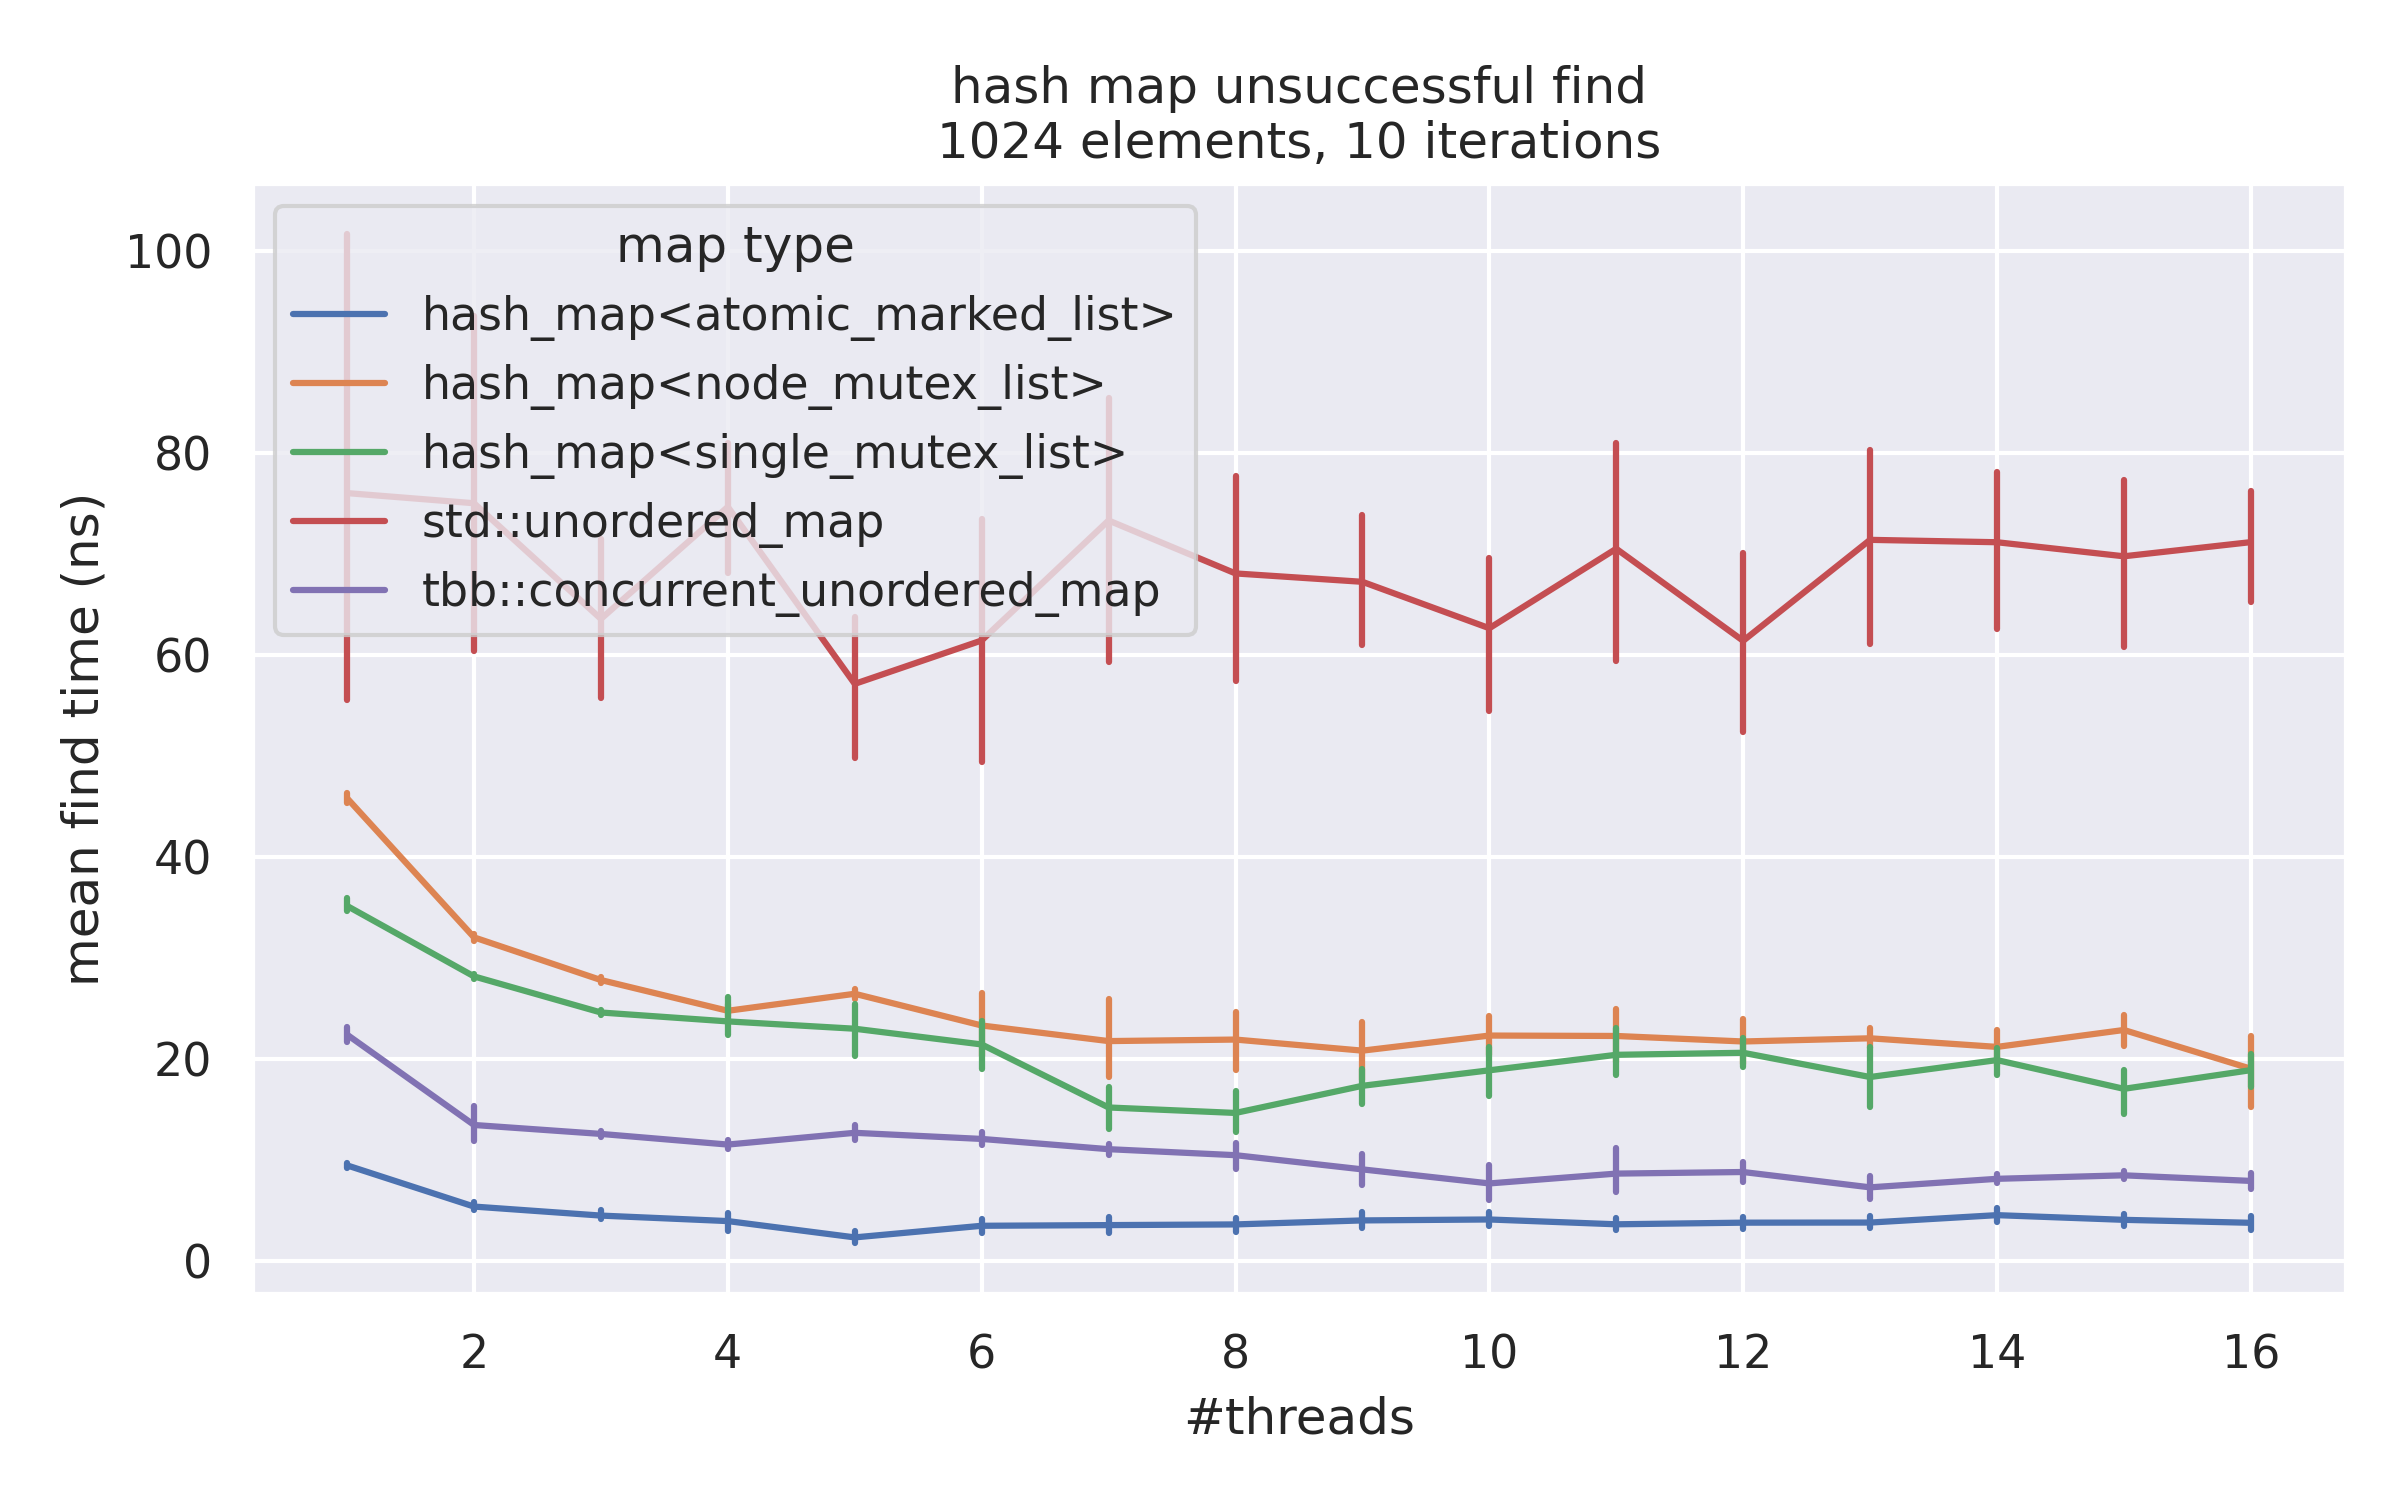 hash map unsuccessful find
1024 elements, 10 iterations
map type
hash_map<atomic_marked_list>
hash_map<node_mutex_list>
hash_map<single_mutex_list>
std::unordered_map
tbb::concurrent_unordered_map
mean find time (ns)
100
80
60
40
20
0
2 4 6 8 10 12 14 16
#threads